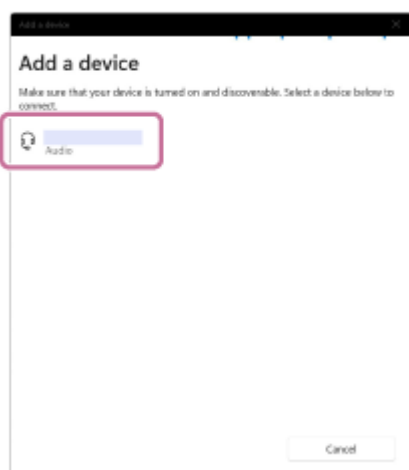 Add a device
Add a device
Make sure that your device is turned on and discoverable. Select a device below to
connect.
Audio
Cancel